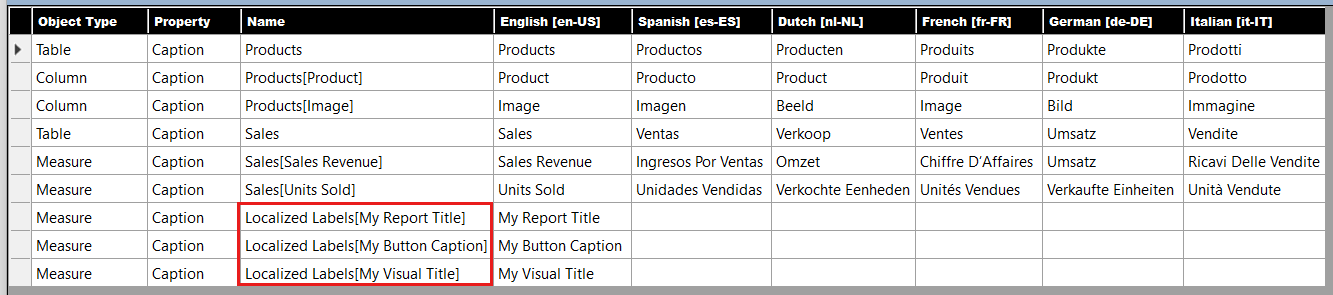 Object Type Property Name English [en-US] Spanish [es-ES] Dutch [nl-NL] French [fr-FR] German [de-DE] Italian [it-IT]
Table Caption Products Products Productos Producten Produits Produkte Prodotti
Column Caption Products[Product] Product Producto Product Produit Produkt Prodotto
Column Caption Products[Image] Image Imagen Beeld Image Bild Immagine
Table Caption Sales Sales Ventas Verkoop Ventes Umsatz Vendite
Measure Caption Sales[Sales Revenue] Sales Revenue Ingresos Por Ventas Omzet Chiffre D'Affaires Umsatz Ricavi Delle Vendite
Measure Caption Sales[Units Sold] Units Sold Unidades Vendidas Verkochte Eenheden Unités Vendues Verkaufte Einheiten Unità Vendute
Measure Caption Localized Labels[My Report Title] My Report Title
Measure Caption Localized Labels[My Button Caption] My Button Caption
Measure Caption Localized Labels[My Visual Title] My Visual Title